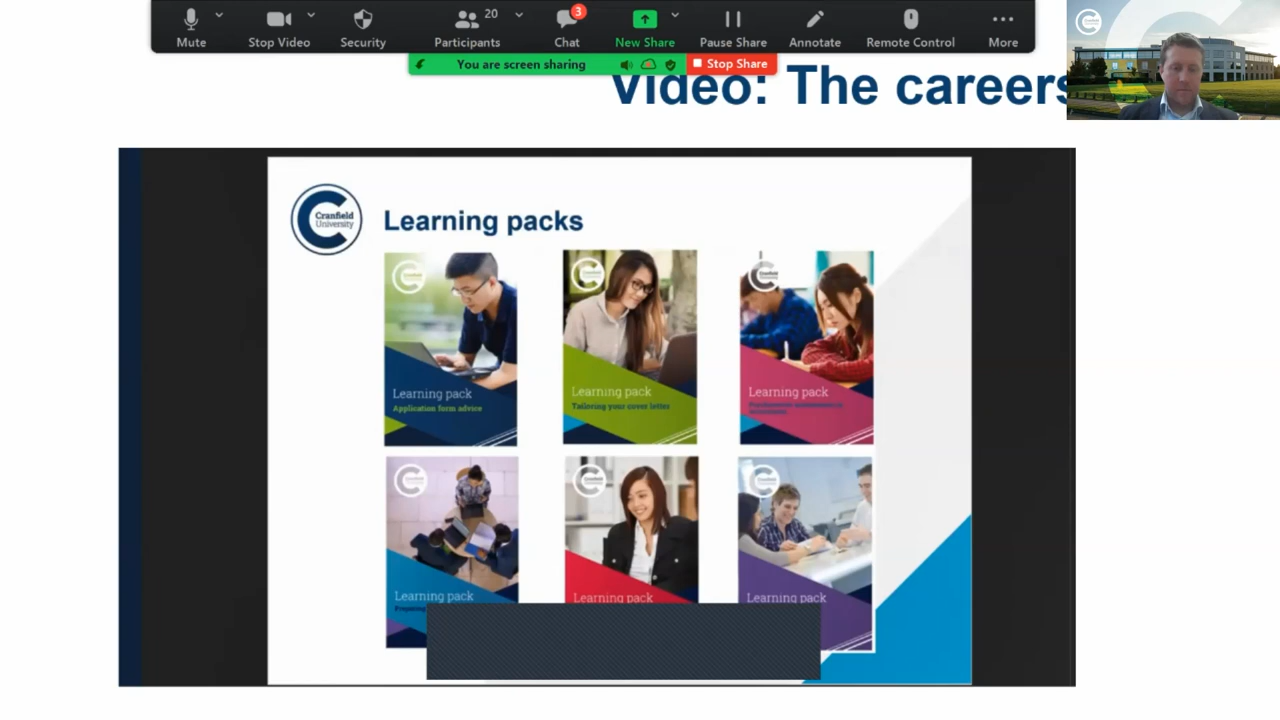 20
3
Mute
Stop Video
Security
Participants
Chat
New Share
Pause Share
Annotate
Remote Control
More
You are screen sharing
Stop Share
Video: The careers
Cranfield
University
Learning packs
Learning pack
Application form advice
Learning pack
Tailoring your cover letter
Learning pack
Learning pack
Learning pack
Learning pack